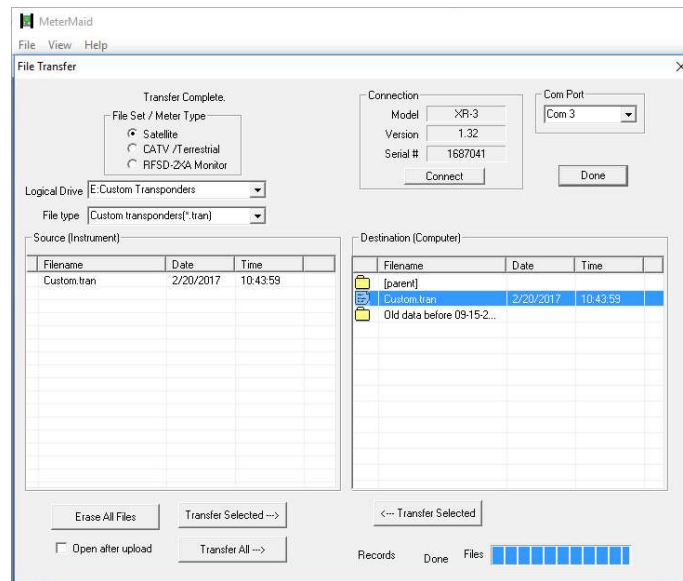 MeterMaid
File View Help
File Transfer
Transfer Complete.
File Set / Meter Type
Satellite
CATV /Terrestrial
RFSD-2XA Monitor
Logical Drive E:Custom Transponders
File type Custom transponders(*.tran)
Connection
Model XR-3
Version 1.32
Serial # 1687041
Connect
Com Port
Com 3
Done
Source (Instrument)
Filename Date Time
Custom.tran 2/20/2017 10:43:59
Destination (Computer)
Filename Date Time
[parent]
Custom.tran 2/20/2017 10:43:59
Old data before 09-15-2...
Erase All Files
Transfer Selected --->
Open after upload
Transfer All -->
<--- Transfer Selected
Records Done Files